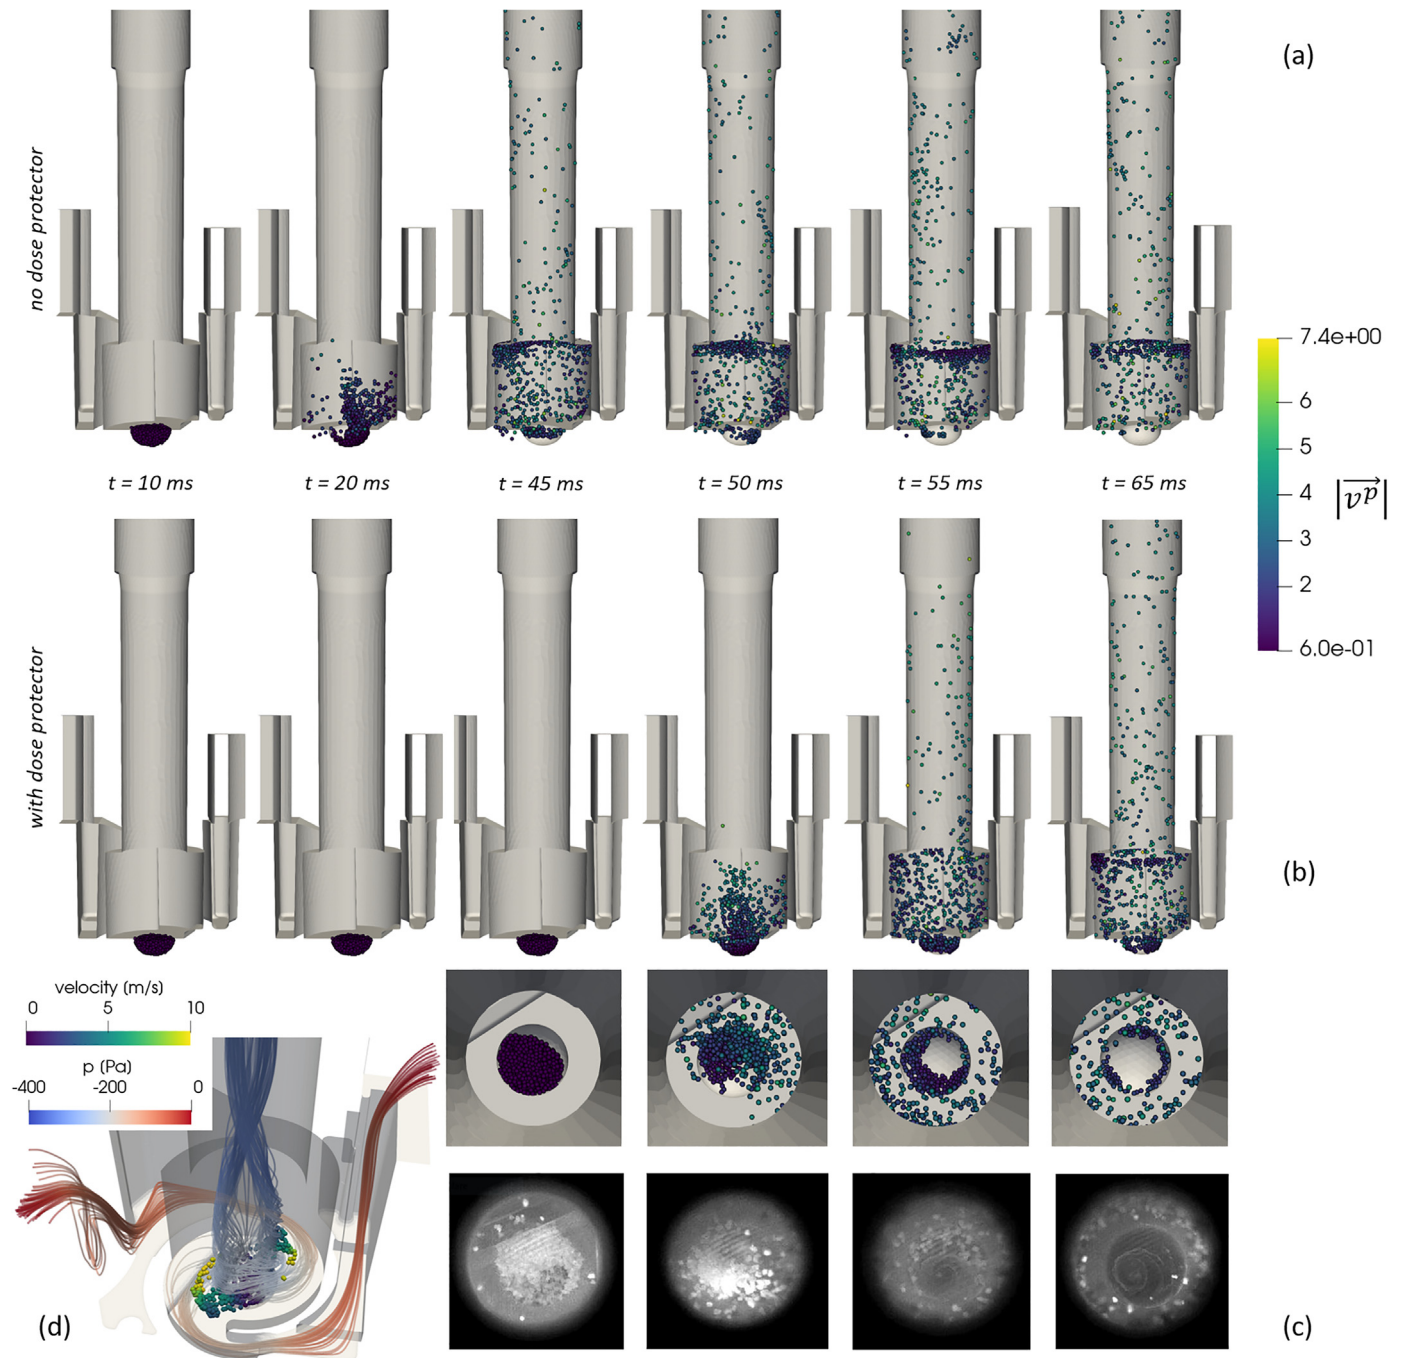 (a)
no dose protector
7.4e+00
6
5
4
3
2
6.0e-01
|v^p|
t = 10 ms
t = 20 ms
t = 45 ms
t = 50 ms
t = 55 ms
t = 65 ms
with dose protector
(b)
velocity [m/s]
0 5 10
p [Pa]
-400 -200 0
(d)
(c)